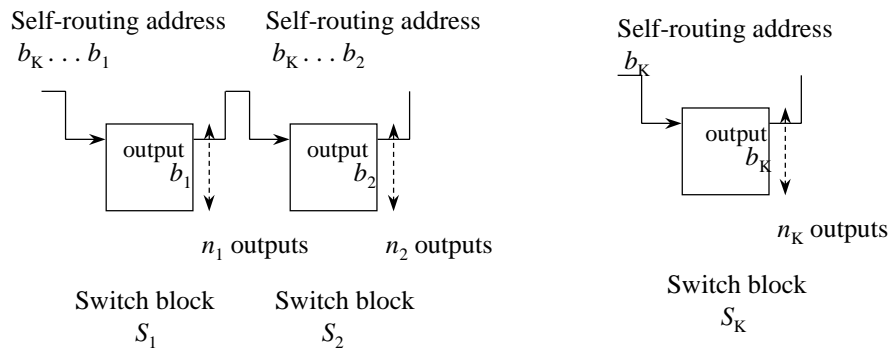 Self-routing address
b_K . . . b_1
output
b_1
n_1 outputs
Switch block
S_1
Self-routing address
b_K . . . b_2
output
b_2
n_2 outputs
Switch block
S_2
Self-routing address
b_K
output
b_K
n_K outputs
Switch block
S_K